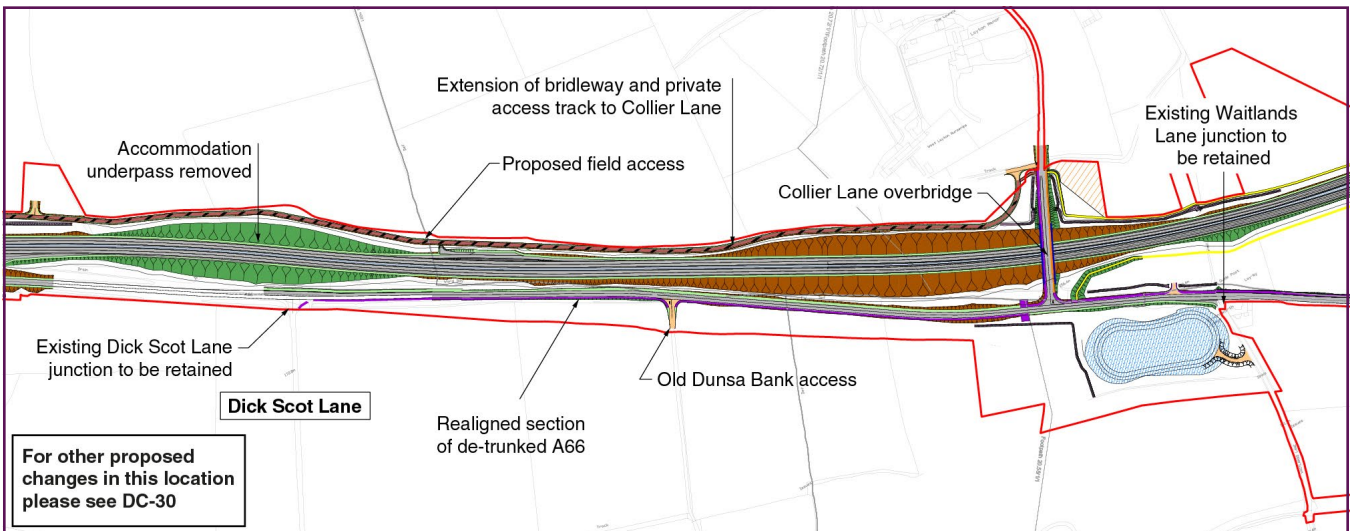 Extension of bridleway and private
access track to Collier Lane
Existing Waitlands
Lane junction to
be retained
Accommodation
underpass removed
Proposed field access
Collier Lane overbridge
Existing Dick Scot Lane
junction to be retained
Old Dunsa Bank access
Dick Scot Lane
Realigned section
of de-trunked A66
For other proposed
changes in this location
please see DC-30
Track
Drain
Track